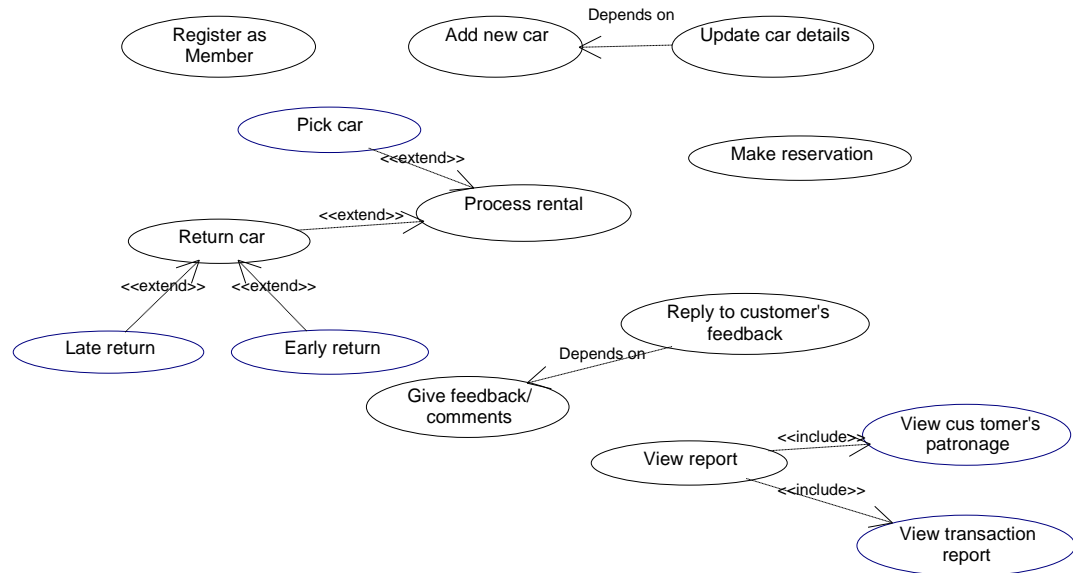 Register as
Member
Add new car
Depends on
Update car details
Pick car
<<extend>>
Make reservation
Process rental
<<extend>>
Return car
<<extend>>
<<extend>>
Late return
Early return
Reply to customer's
feedback
Depends on
Give feedback/
comments
View cus tomer's
patronage
<<include>>
View report
<<include>>
View transaction
report